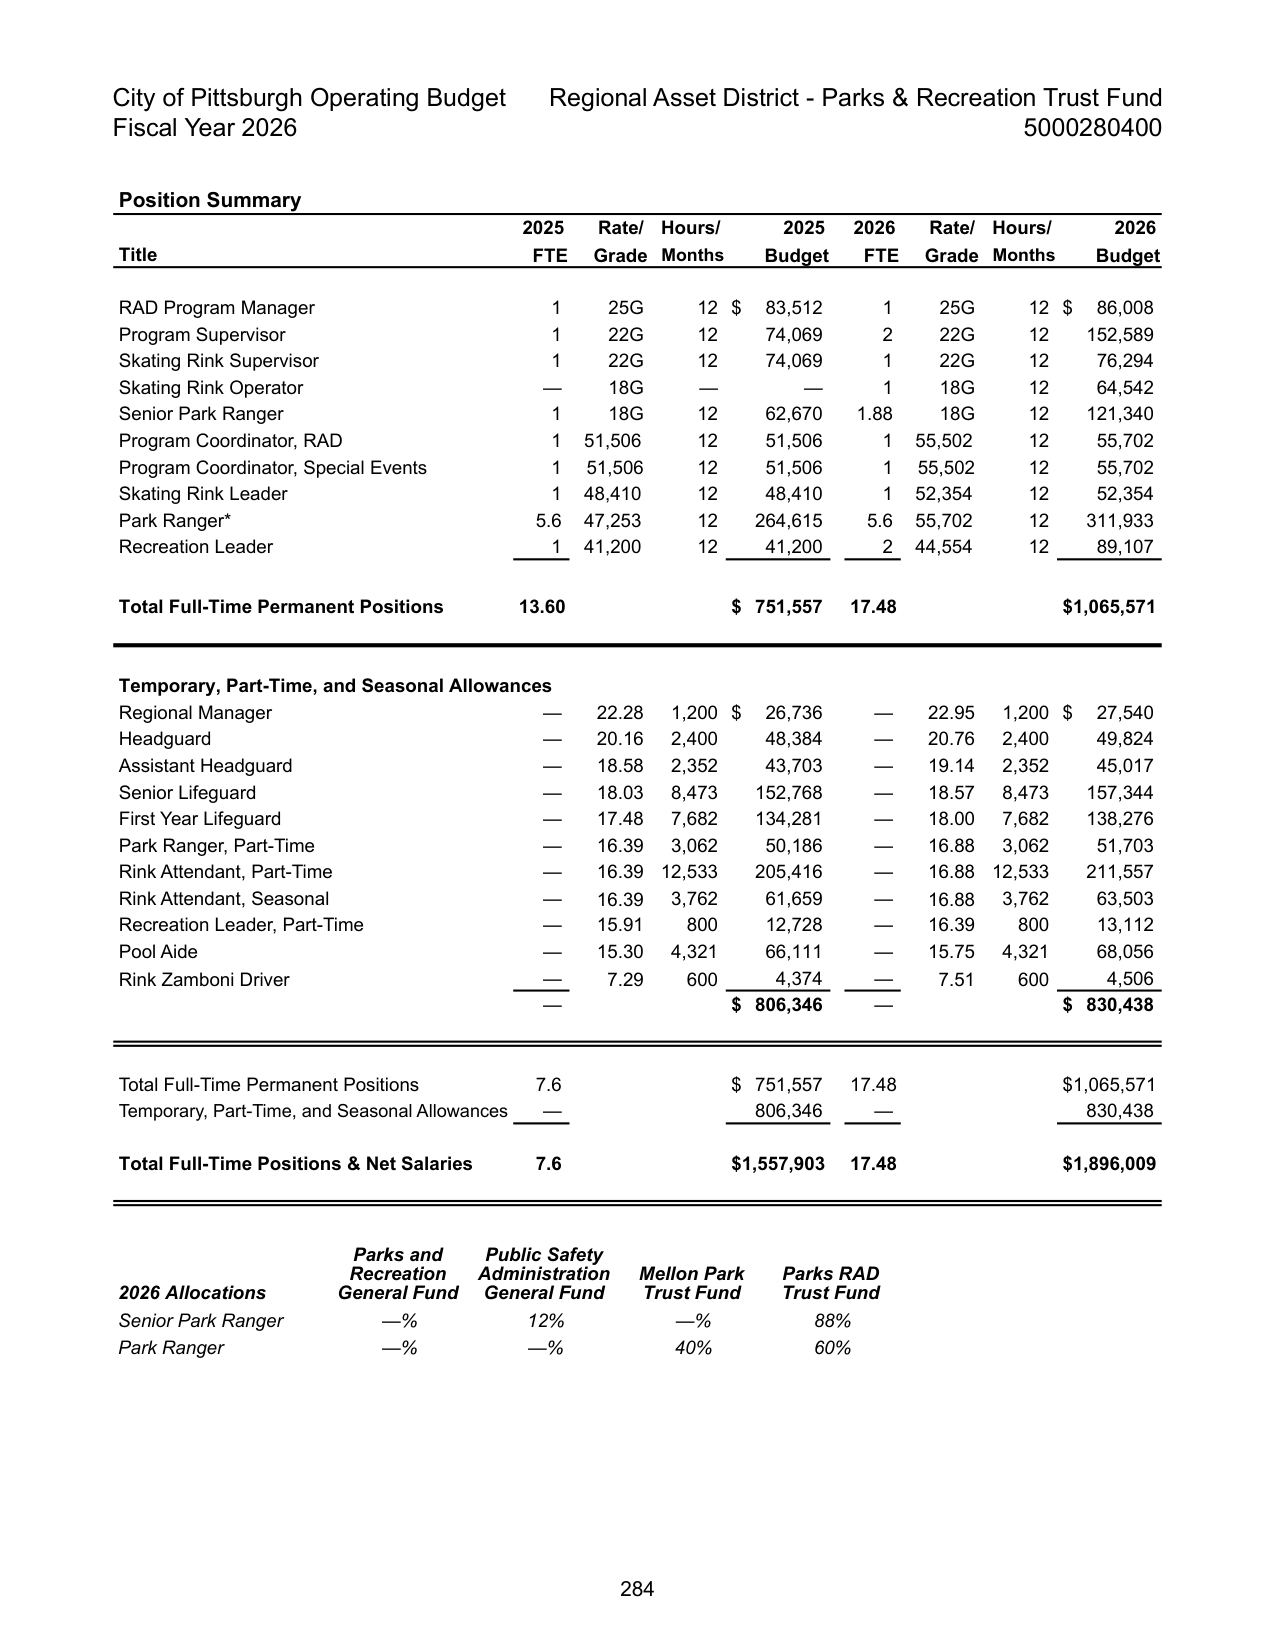 City of Pittsburgh Operating Budget Regional Asset District - Parks & Recreation Trust Fund
Fiscal Year 2026 5000280400
Position Summary
2025 Rate/ Hours/ 2025 2026 Rate/ Hours/ 2026
Title FTE Grade Months Budget FTE Grade Months Budget
RAD Program Manager 1 25G 12 $ 83,512 1 25G 12 $ 86,008
Program Supervisor 1 22G 12 74,069 2 22G 12 152,589
Skating Rink Supervisor 1 22G 12 74,069 1 22G 12 76,294
Skating Rink Operator — 18G — — 1 18G 12 64,542
Senior Park Ranger 1 18G 12 62,670 1.88 18G 12 121,340
Program Coordinator, RAD 1 51,506 12 51,506 1 55,502 12 55,702
Program Coordinator, Special Events 1 51,506 12 51,506 1 55,502 12 55,702
Skating Rink Leader 1 48,410 12 48,410 1 52,354 12 52,354
Park Ranger* 5.6 47,253 12 264,615 5.6 55,702 12 311,933
Recreation Leader 1 41,200 12 41,200 2 44,554 12 89,107
Total Full-Time Permanent Positions 13.60 $ 751,557 17.48 $1,065,571
Temporary, Part-Time, and Seasonal Allowances
Regional Manager — 22.28 1,200 $ 26,736 — 22.95 1,200 $ 27,540
Headguard — 20.16 2,400 48,384 — 20.76 2,400 49,824
Assistant Headguard — 18.58 2,352 43,703 — 19.14 2,352 45,017
Senior Lifeguard — 18.03 8,473 152,768 — 18.57 8,473 157,344
First Year Lifeguard — 17.48 7,682 134,281 — 18.00 7,682 138,276
Park Ranger, Part-Time — 16.39 3,062 50,186 — 16.88 3,062 51,703
Rink Attendant, Part-Time — 16.39 12,533 205,416 — 16.88 12,533 211,557
Rink Attendant, Seasonal — 16.39 3,762 61,659 — 16.88 3,762 63,503
Recreation Leader, Part-Time — 15.91 800 12,728 — 16.39 800 13,112
Pool Aide — 15.30 4,321 66,111 — 15.75 4,321 68,056
Rink Zamboni Driver — 7.29 600 4,374 — 7.51 600 4,506
— $ 806,346 — $ 830,438
Total Full-Time Permanent Positions 7.6 $ 751,557 17.48 $1,065,571
Temporary, Part-Time, and Seasonal Allowances — 806,346 — 830,438
Total Full-Time Positions & Net Salaries 7.6 $1,557,903 17.48 $1,896,009
Parks and Public Safety
Recreation Administration Mellon Park Parks RAD
2026 Allocations General Fund General Fund Trust Fund Trust Fund
Senior Park Ranger —% 12% —% 88%
Park Ranger —% —% 40% 60%
284